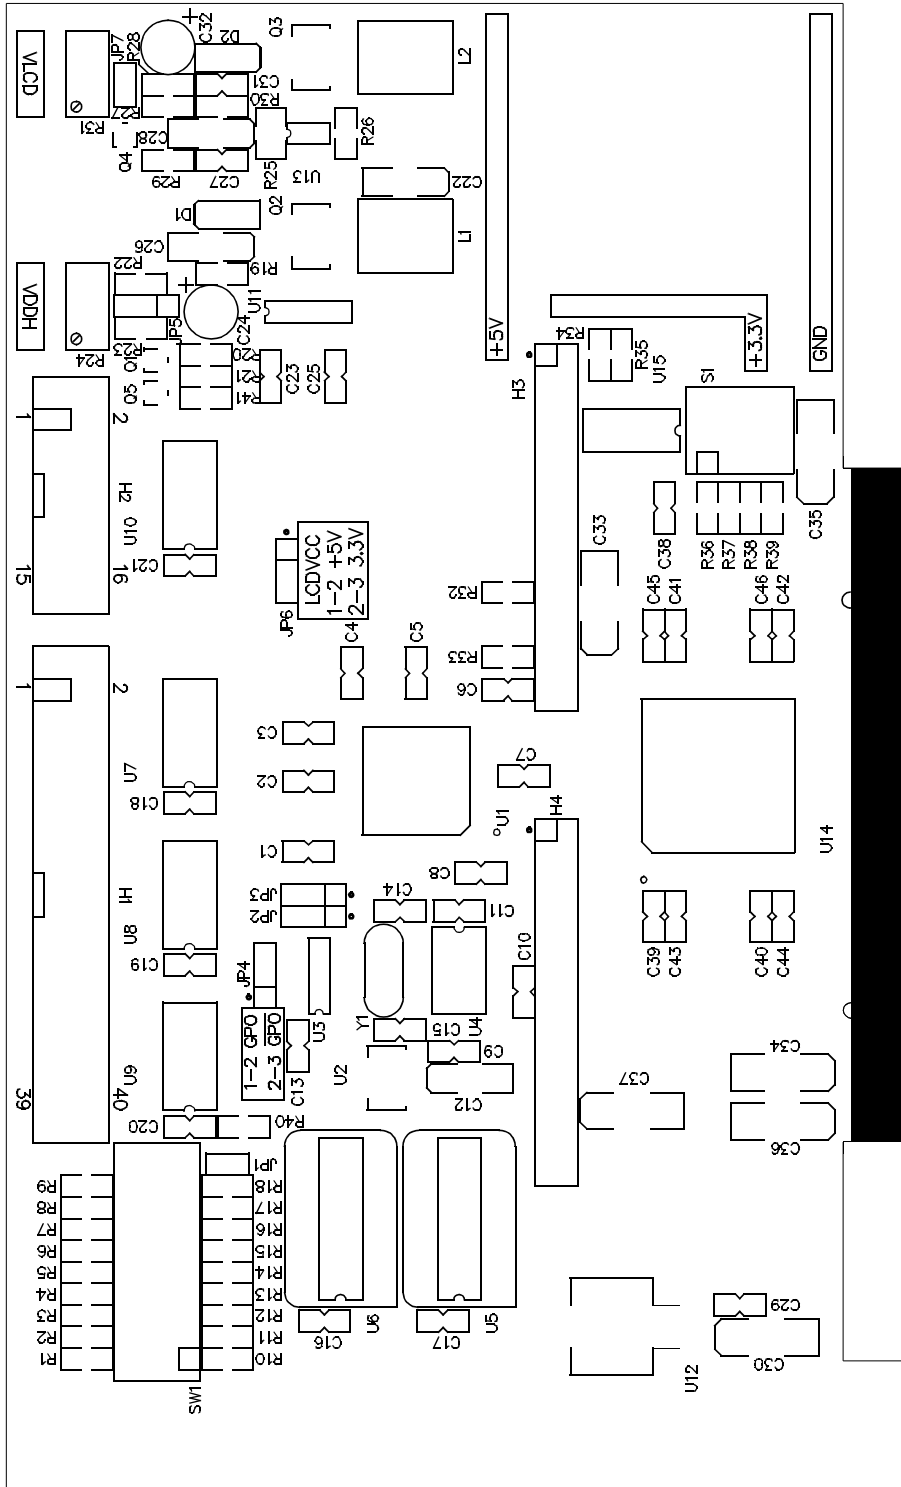 VLCD
R31
JP7
R28
R27
Q4
C32
D2
C31
R30
C28
R29
C27
R25
U13
R26
Q3
L2
C22
Q2
D1
C26
R19
L1
+5V
GND
+3.3V
VDDH
R24
R22
R23
JP5
Q1
Q5
C24
U11
R20
R21
R41
C23
C25
H3
R34
R35
U15
S1
1
2
15
16
H2
U10
C21
JP6
LCDVCC
1-2 +5V
2-3 3.3V
C4
C5
R32
R33
C6
C33
C38
R36
R37
R38
R39
C35
C45
C41
C46
C42
1
2
39
40
H1
U7
C18
U8
C19
U9
C20
R40
C3
C2
C1
C7
U1
H4
C8
U14
JP3
JP2
C14
C11
C10
JP4
U3
Y1
C15
U4
C9
C12
U2
C13
1-2 GPO
2-3 GPO
C39
C43
C40
C44
C34
C36
C37
JP1
R9
R8
R7
R6
R5
R4
R3
R2
R1
R18
R17
R16
R15
R14
R13
R12
R11
R10
SW1
U6
C16
U5
C17
U12
C29
C30